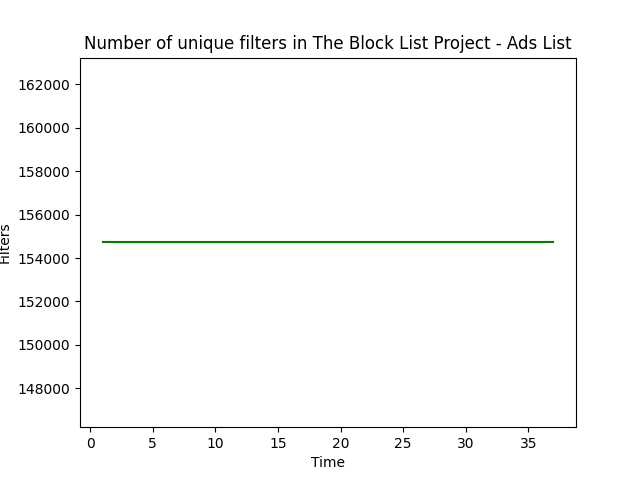 Number of unique filters in The Block List Project - Ads List
162000
160000
158000
156000
154000
152000
150000
148000
Filters
0 5 10 15 20 25 30 35
Time